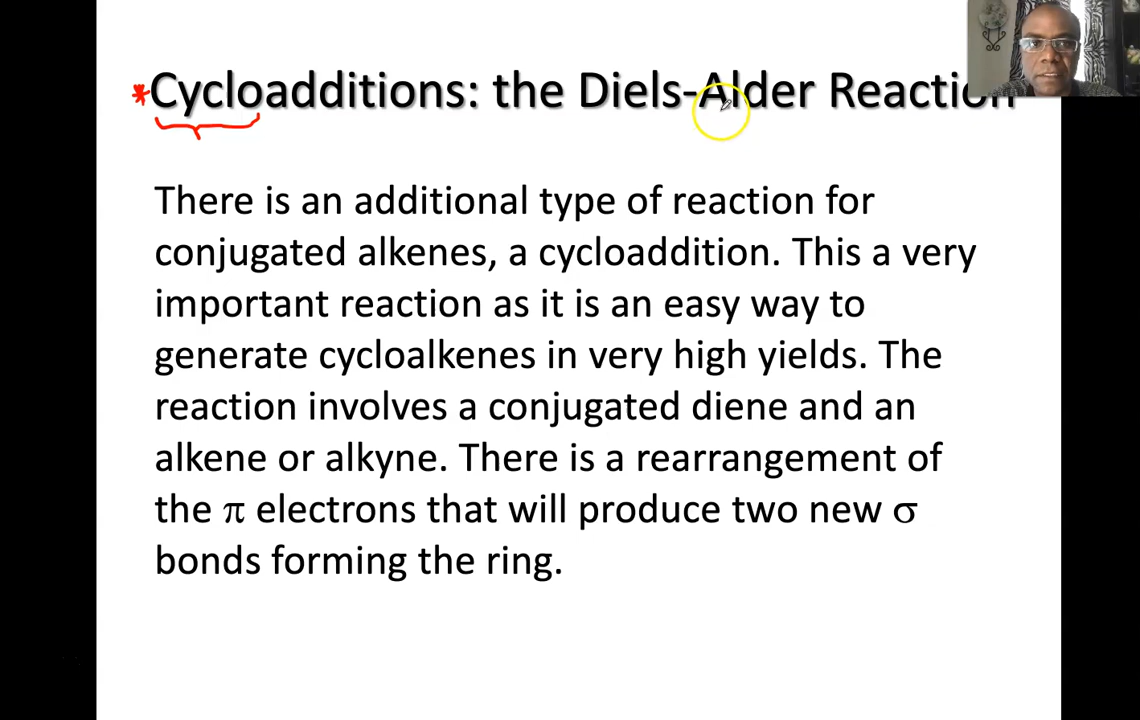 *Cycloadditions: the Diels-Alder Reaction
There is an additional type of reaction for
conjugated alkenes, a cycloaddition. This a very
important reaction as it is an easy way to
generate cycloalkenes in very high yields. The
reaction involves a conjugated diene and an
alkene or alkyne. There is a rearrangement of
the π electrons that will produce two new σ
bonds forming the ring.